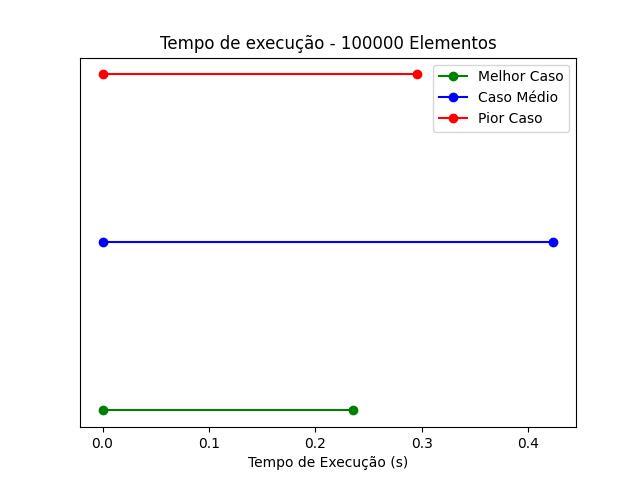 Tempo de execução - 100000 Elementos
Melhor Caso
Caso Médio
Pior Caso
0.0 0.1 0.2 0.3 0.4
Tempo de Execução (s)